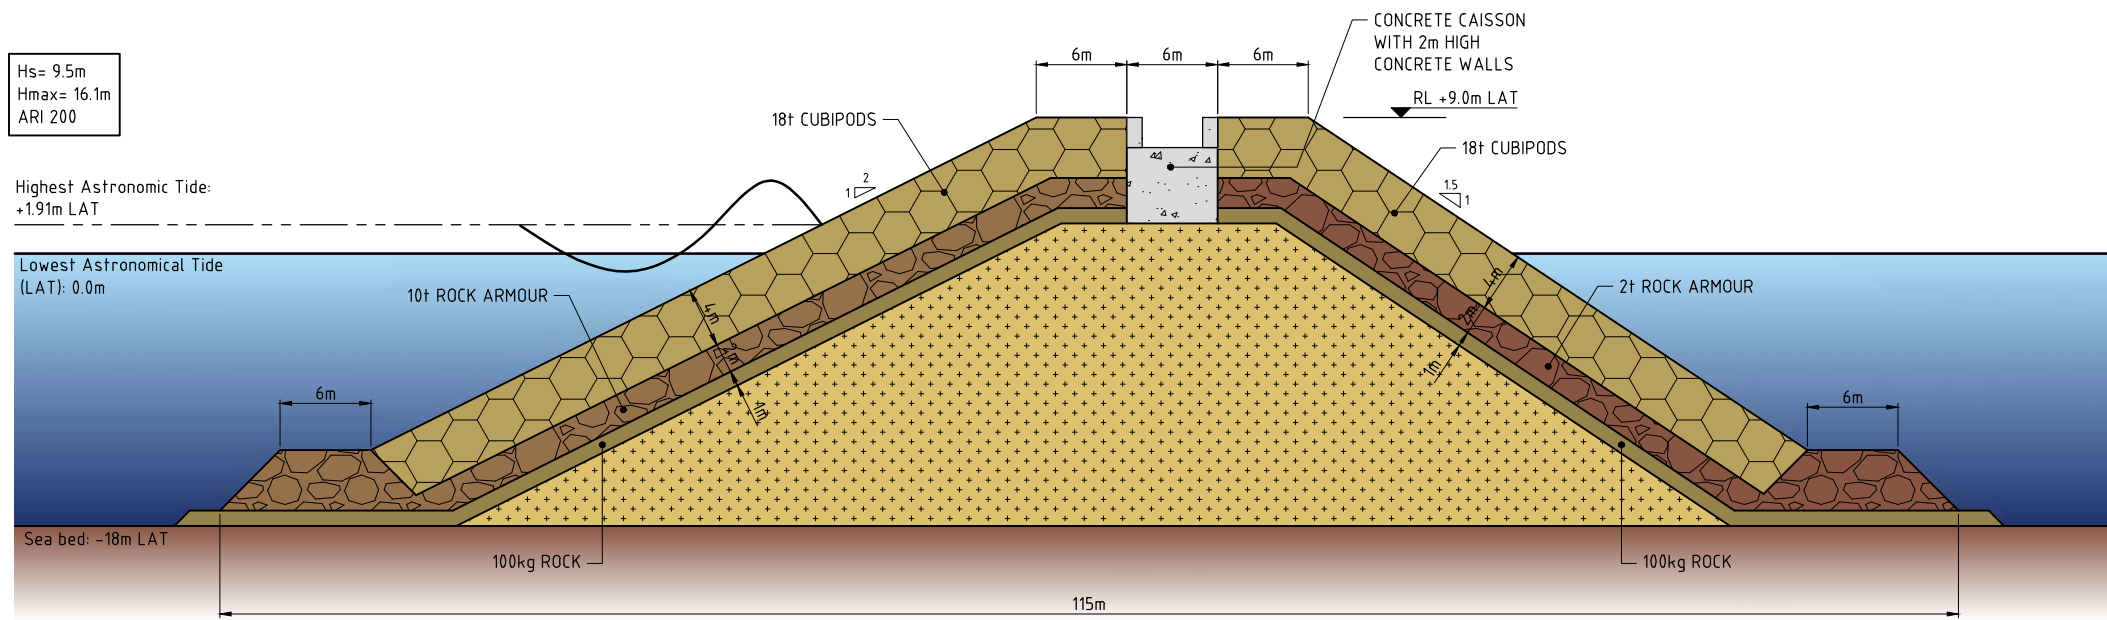 CONCRETE CAISSON
WITH 2m HIGH
CONCRETE WALLS
6m
6m
6m
Hs= 9.5m
Hmax= 16.1m
ARI 200
RL +9.0m LAT
18t CUBIPODS
18t CUBIPODS
Highest Astronomic Tide:
+1.91m LAT
2
1
1.5
1
Lowest Astronomical Tide
(LAT): 0.0m
10t ROCK ARMOUR
2t ROCK ARMOUR
4m
2m
1m
4m
2m
1m
6m
6m
Sea bed: -18m LAT
100kg ROCK
100kg ROCK
115m